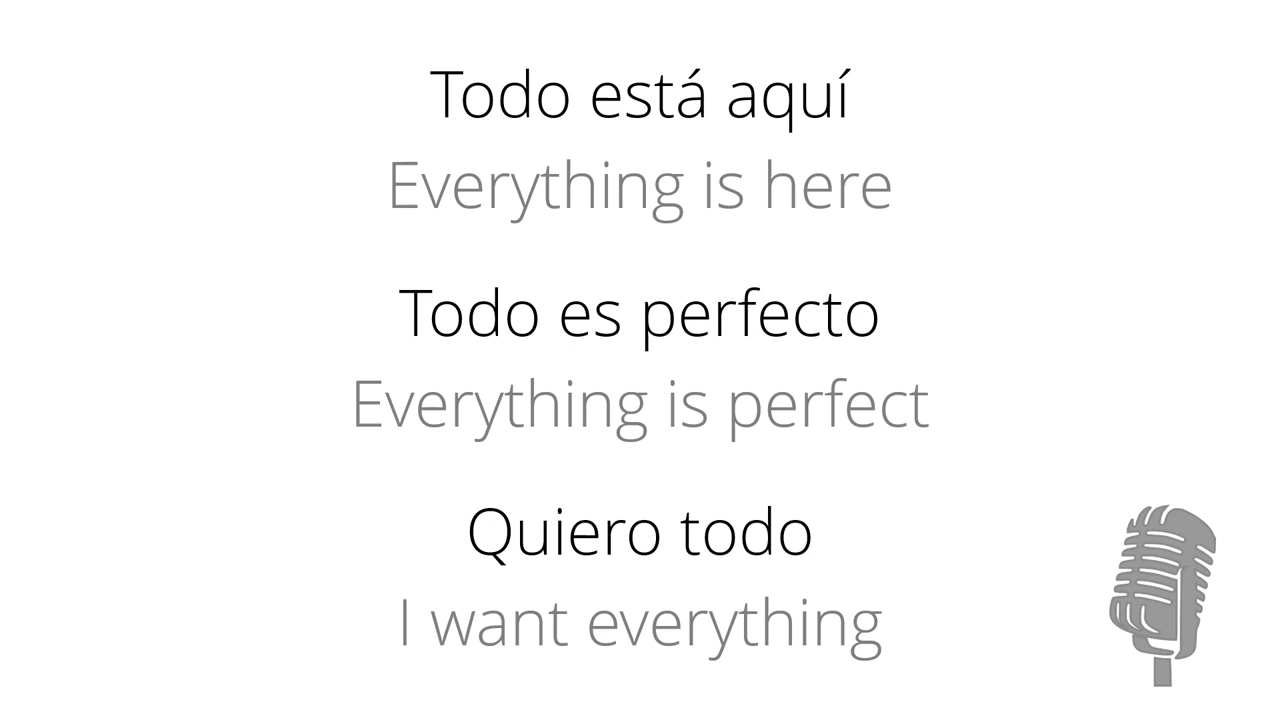 Todo está aquí
Everything is here
Todo es perfecto
Everything is perfect
Quiero todo
I want everything